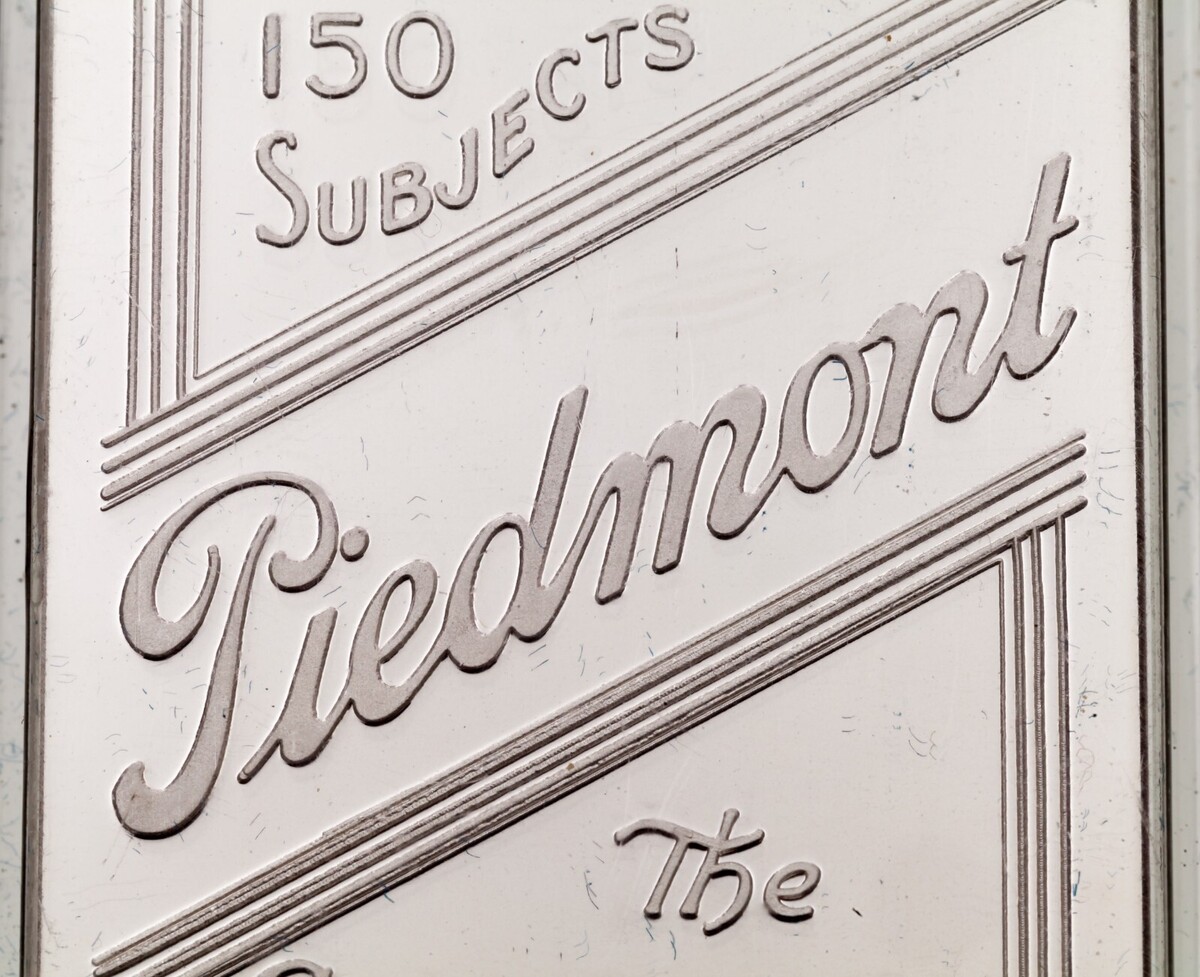 150
SUBJECTS
Piedmont
The